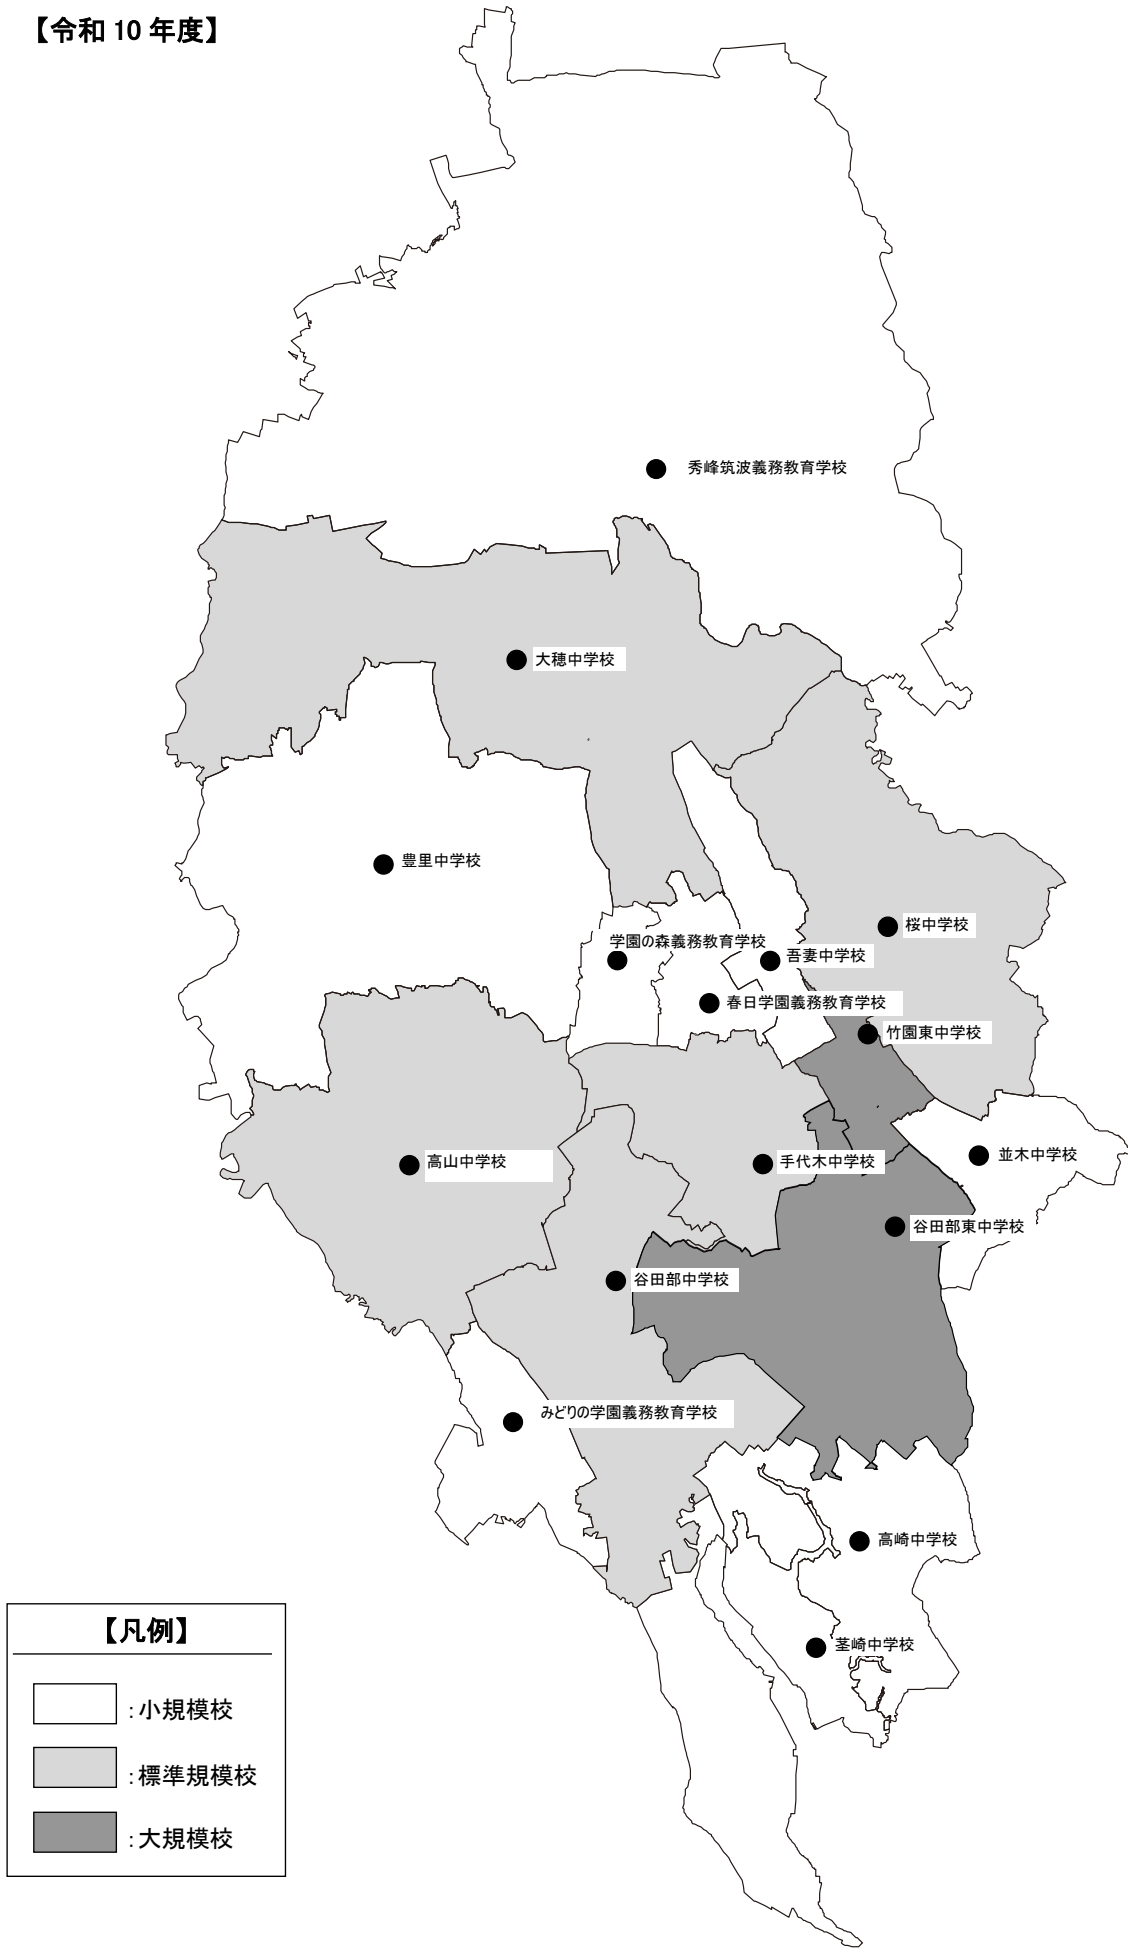 【令和 10 年度】
秀峰筑波義務教育学校
大穂中学校
豊里中学校
桜中学校
学園の森義務教育学校
吾妻中学校
春日学園義務教育学校
竹園東中学校
並木中学校
高山中学校
手代木中学校
谷田部東中学校
谷田部中学校
みどりの学園義務教育学校
高崎中学校
茎崎中学校
【凡例】
：小規模校
：標準規模校
：大規模校